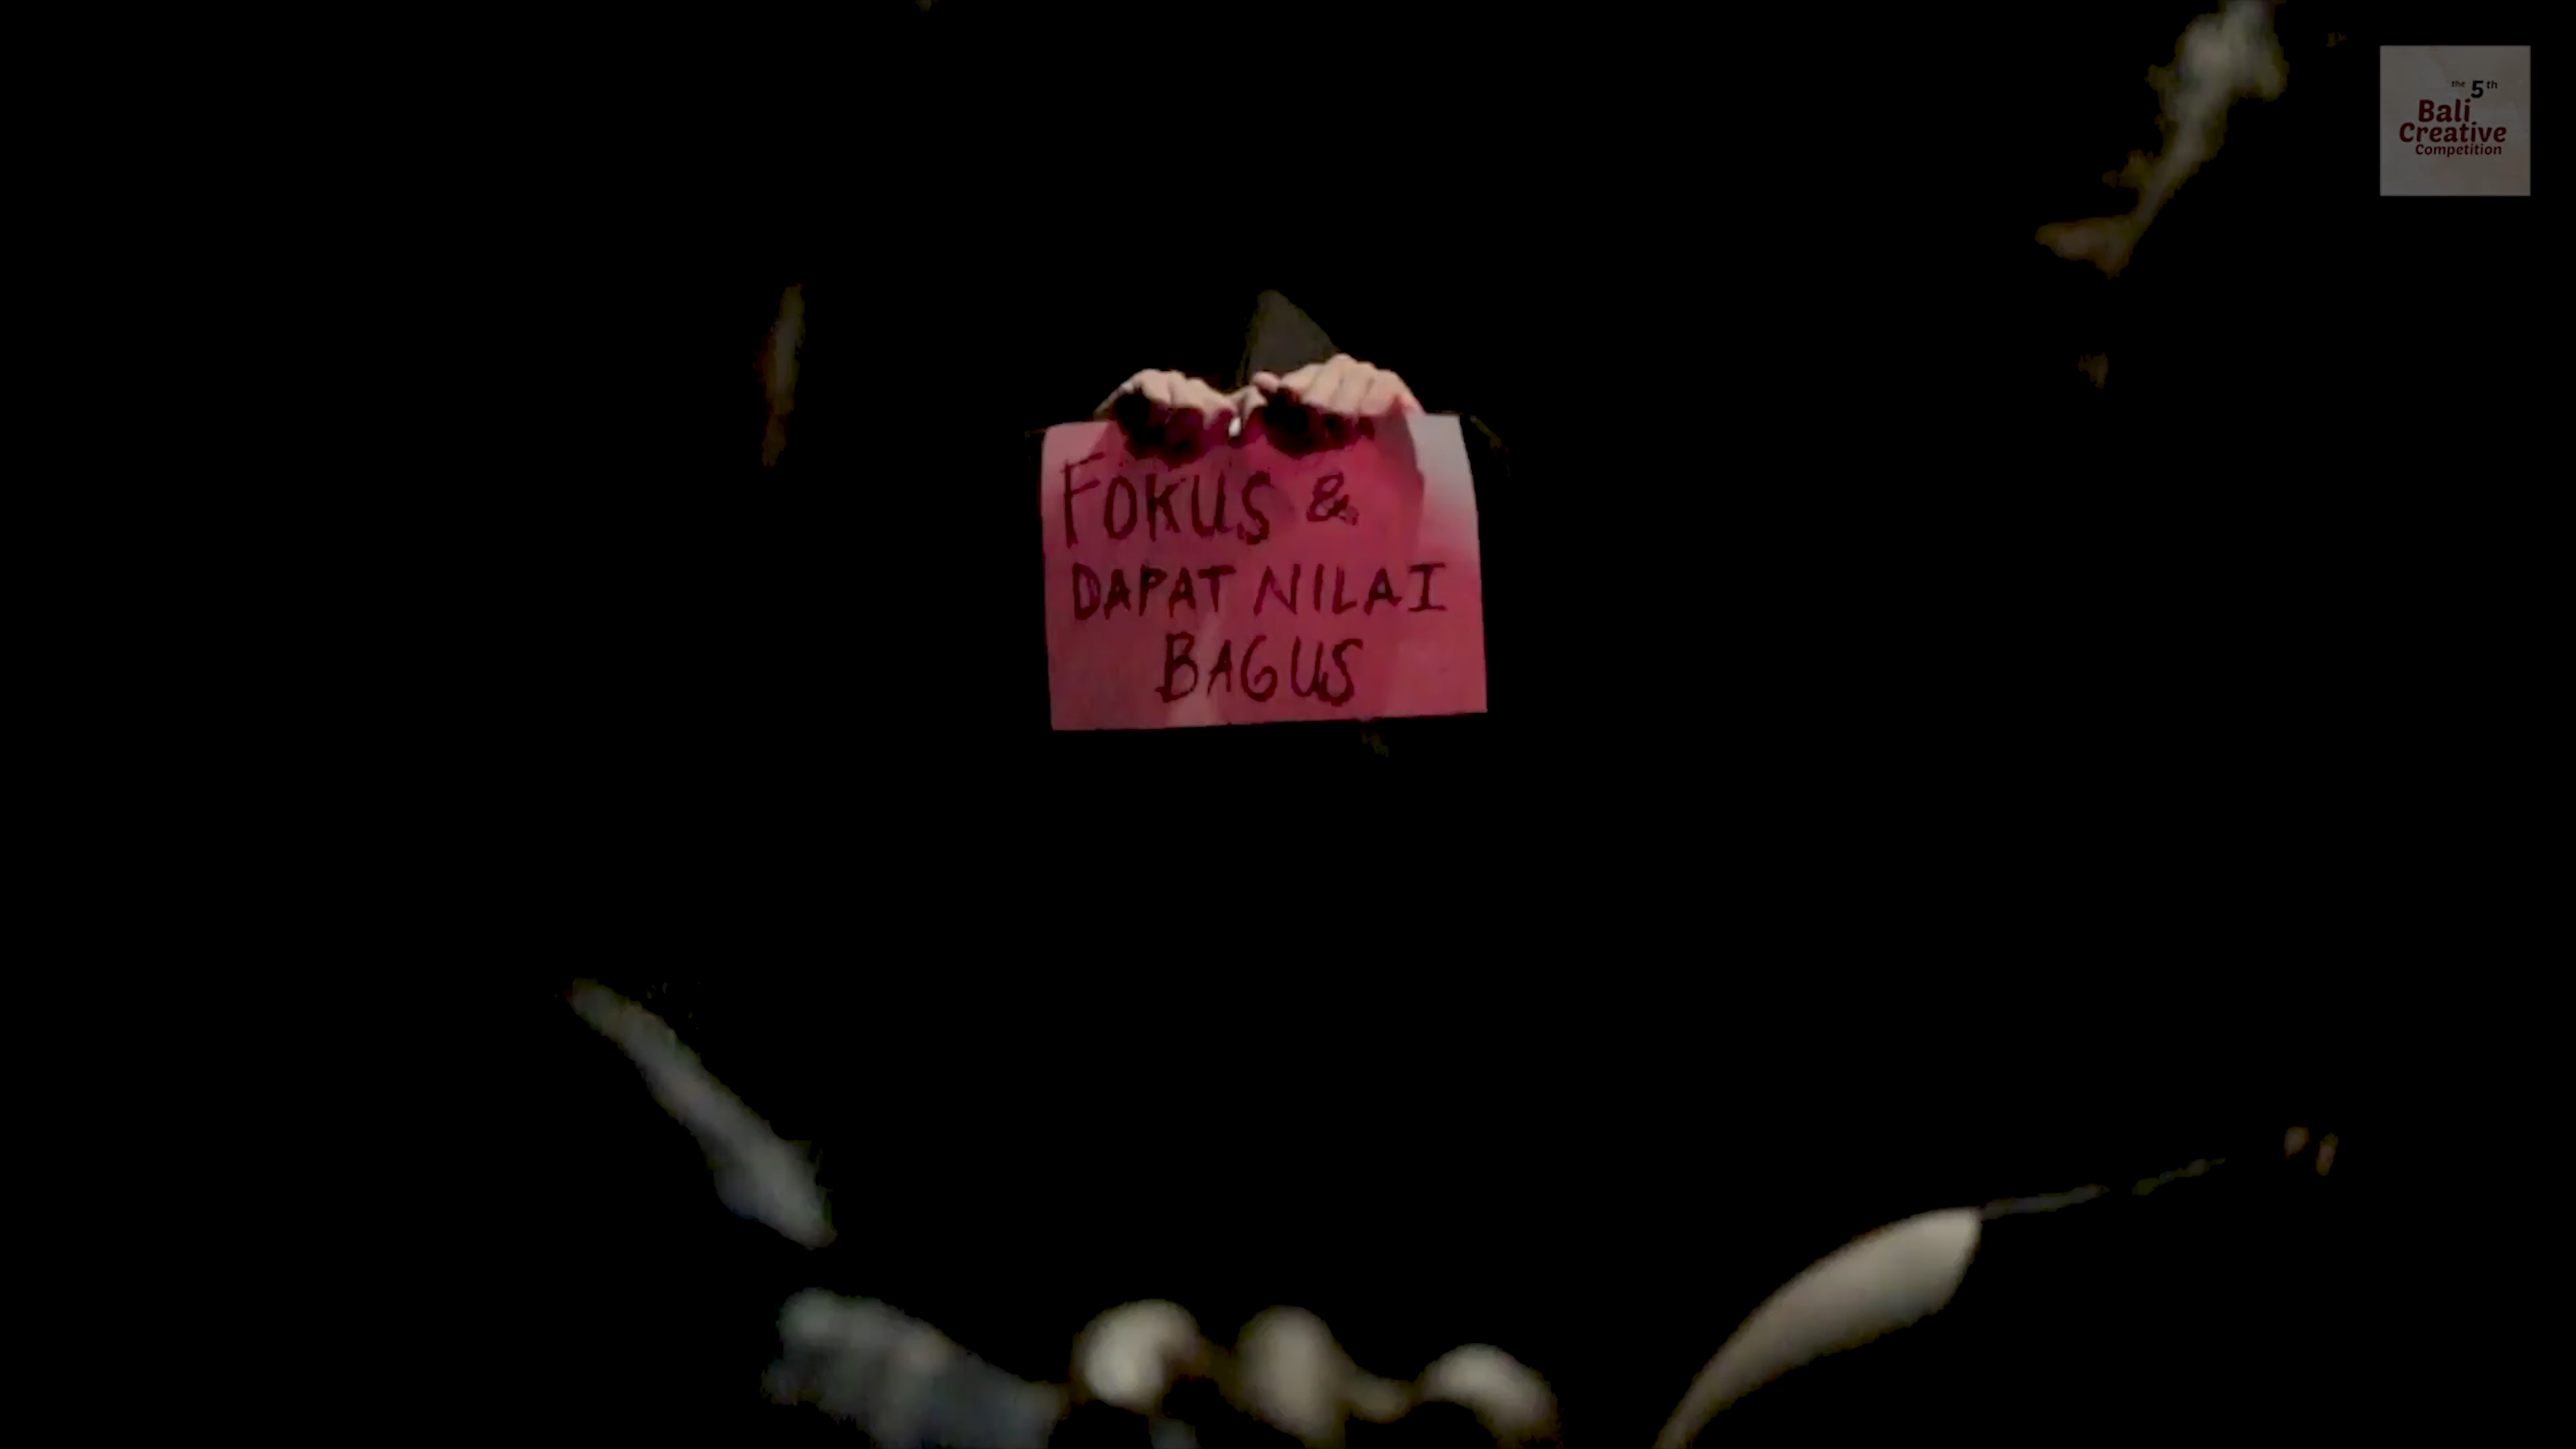 the 5th
Bali
Creative
Competition
FOKUS &
DAPAT NILAI
BAGUS